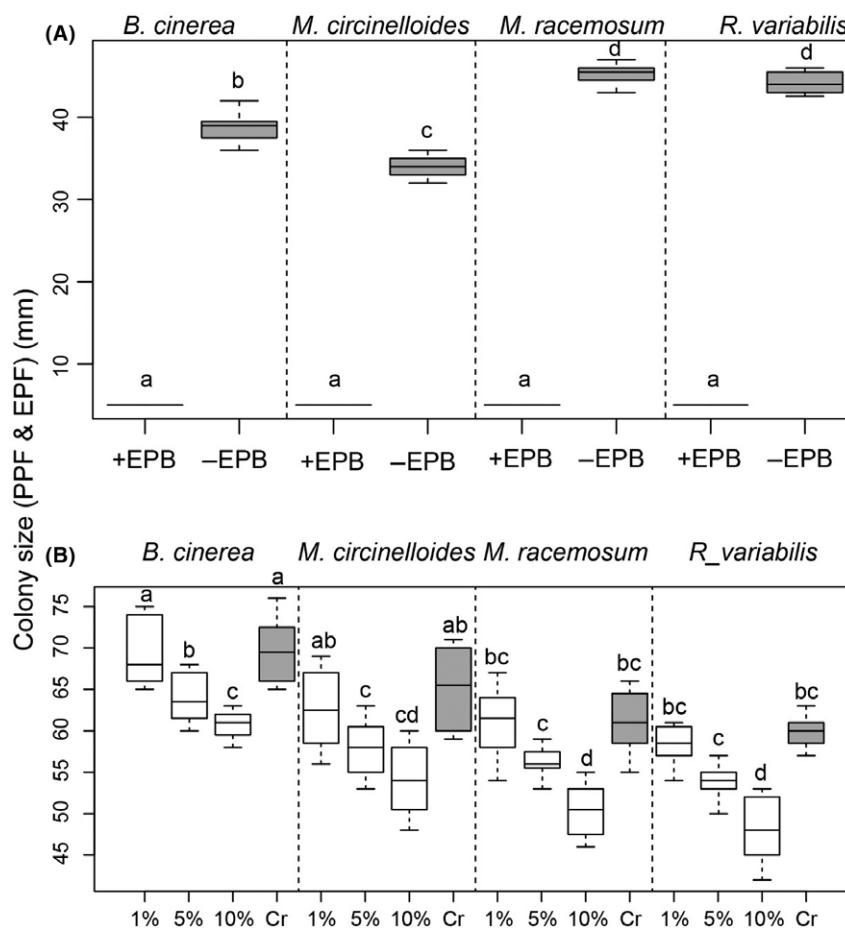 (A) B. cinerea M. circinelloides M. racemosum R. variabilis
b c d d
40
30
20
10
a a a a
+EPB –EPB +EPB –EPB +EPB –EPB +EPB –EPB
Colony size (PPF & EPF) (mm)
(B) B. cinerea M. circinelloides M. racemosum R_variabilis
a b c a ab c cd ab bc c d bc bc c d bc
75
70
65
60
55
50
45
1% 5% 10% Cr 1% 5% 10% Cr 1% 5% 10% Cr 1% 5% 10% Cr